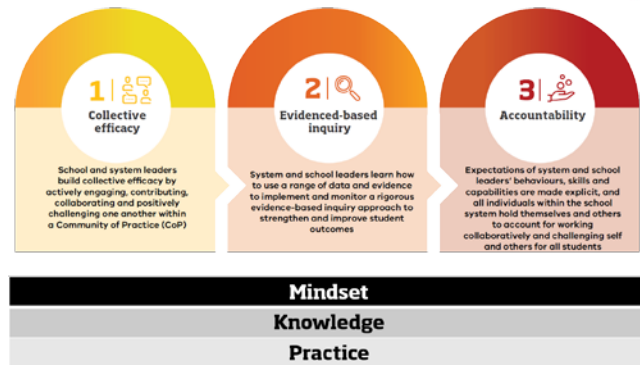 1
Collective
efficacy
School and system leaders
build collective efficacy by
actively engaging, contributing,
collaborating and positively
challenging one another within
a Community of Practice (CoP)
2
Evidenced-based
inquiry
System and school leaders learn how
to use a range of data and evidence
to implement and monitor a rigorous
evidence-based inquiry approach to
strengthen and improve student
outcomes
3
Accountability
Expectations of system and school
leaders' behaviours, skills and
capabilities are made explicit, and
all individuals within the school
system hold themselves and others
to account for working
collaboratively and challenging self
and others for all students
Mindset
Knowledge
Practice